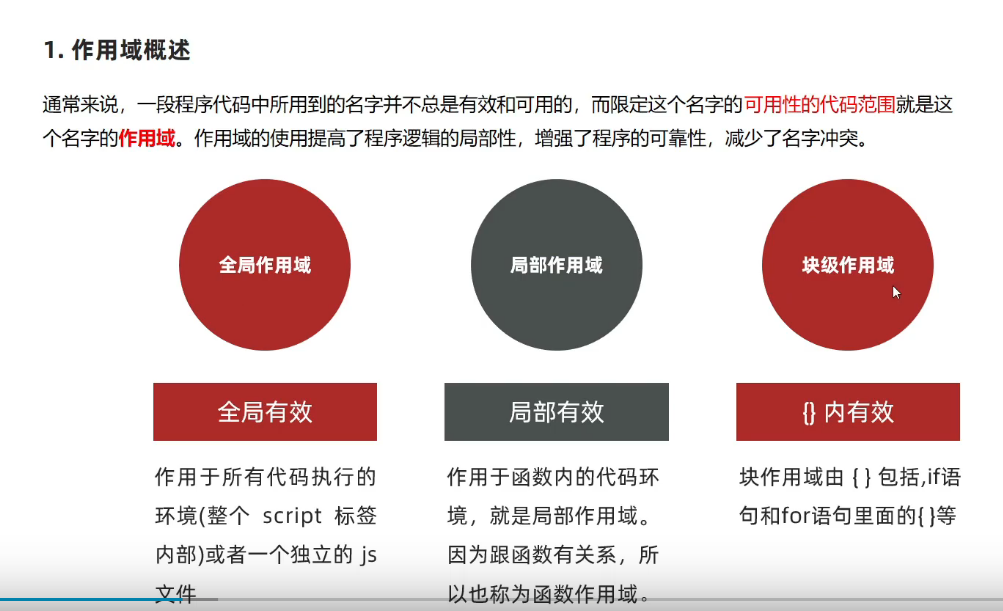 1. 作用域概述
通常来说，一段程序代码中所用到的名字并不总是有效和可用的，而限定这个名字的可用性的代码范围就是这
个名字的作用域。作用域的使用提高了程序逻辑的局部性，增强了程序的可靠性，减少了名字冲突。
全局作用域
局部作用域
块级作用域
全局有效
局部有效
{} 内有效
作用于所有代码执行的
环境(整个 script 标签
内部)或者一个独立的 js
文件
作用于函数内的代码环
境，就是局部作用域。
因为跟函数有关系，所
以也称为函数作用域。
块作用域由 { } 包括,if语
句和for语句里面的{ }等